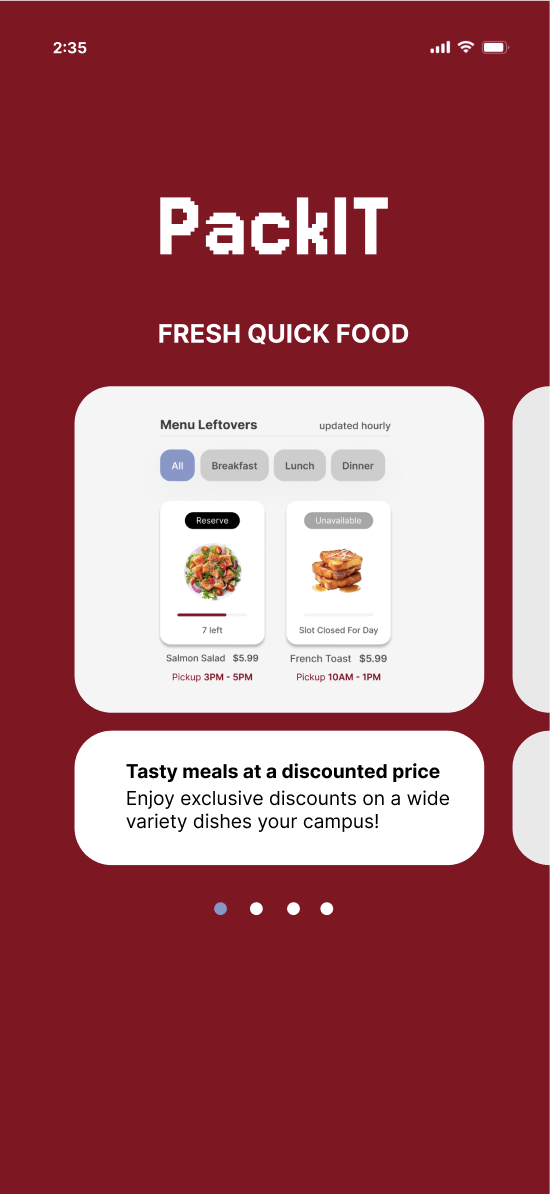 2:35
PackIT
FRESH QUICK FOOD
Menu Leftovers updated hourly
All Breakfast Lunch Dinner
Reserve Unavailable
7 left Slot Closed For Day
Salmon Salad $5.99 French Toast $5.99
Pickup 3PM - 5PM Pickup 10AM - 1PM
Tasty meals at a discounted price
Enjoy exclusive discounts on a wide
variety dishes your campus!